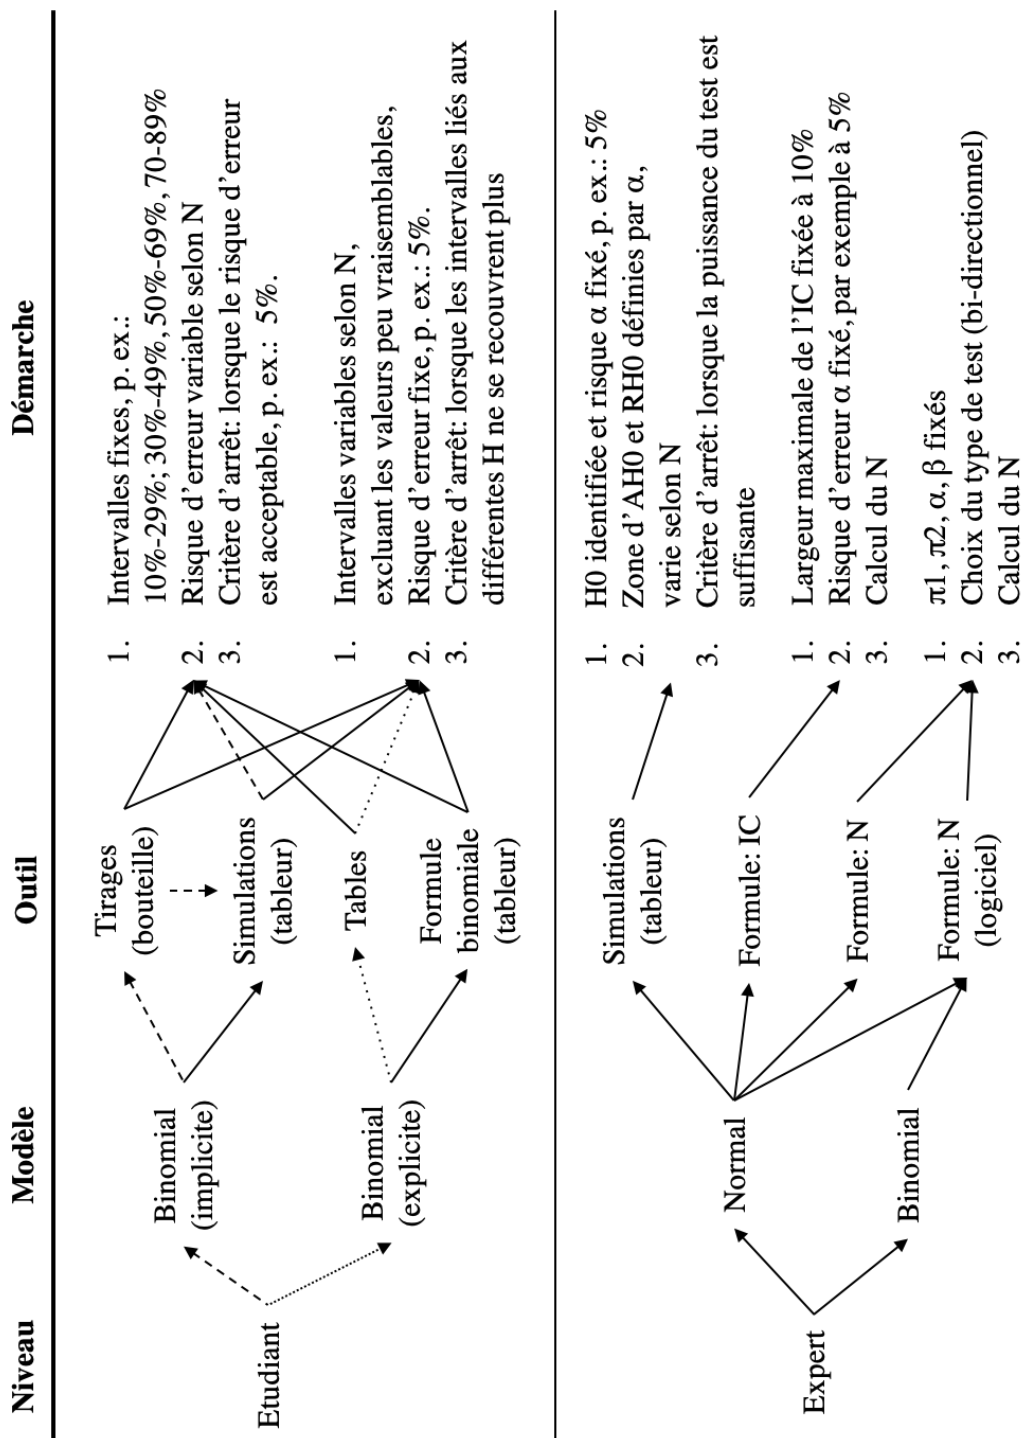 Niveau
Modèle
Outil
Démarche
Etudiant
Binomial
(implicite)
Binomial
(explicite)
Tirages
(bouteille)
Simulations
(tableur)
Tables
Formule
binomiale
(tableur)
1. Intervalles fixes, p. ex.:
10%-29%; 30%-49%, 50%-69%, 70-89%
2. Risque d'erreur variable selon N
3. Critère d'arrêt: lorsque le risque d'erreur
est acceptable, p. ex.: 5%.
1. Intervalles variables selon N,
excluant les valeurs peu vraisemblables,
2. Risque d'erreur fixe, p. ex.: 5%.
3. Critère d'arrêt: lorsque les intervalles liés aux
différentes H ne se recouvrent plus
Expert
Normal
Binomial
Simulations
(tableur)
Formule: IC
Formule: N
Formule: N
(logiciel)
1. H0 identifiée et risque α fixé, p. ex.: 5%
2. Zone d'AH0 et RH0 définies par α,
varie selon N
3. Critère d'arrêt: lorsque la puissance du test est
suffisante
1. Largeur maximale de l'IC fixée à 10%
2. Risque d'erreur α fixé, par exemple à 5%
3. Calcul du N
1. π1, π2, α, β fixés
2. Choix du type de test (bi-directionnel)
3. Calcul du N